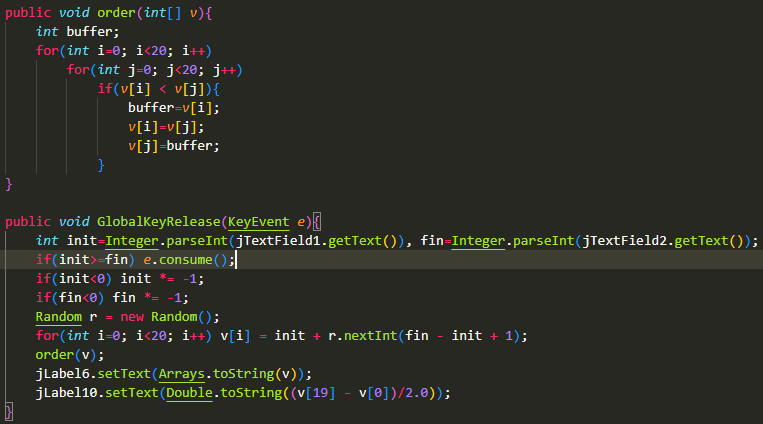 public void order(int[] v){
int buffer;
for(int i=0; i<20; i++)
for(int j=0; j<20; j++)
if(v[i] < v[j]){
buffer=v[i];
v[i]=v[j];
v[j]=buffer;
}
}
public void GlobalKeyRelease(KeyEvent e){
int init=Integer.parseInt(jTextField1.getText()), fin=Integer.parseInt(jTextField2.getText());
if(init>=fin) e.consume();
if(init<0) init *= -1;
if(fin<0) fin *= -1;
Random r = new Random();
for(int i=0; i<20; i++) v[i] = init + r.nextInt(fin - init + 1);
order(v);
jLabel6.setText(Arrays.toString(v));
jLabel10.setText(Double.toString((v[19] - v[0])/2.0));
}